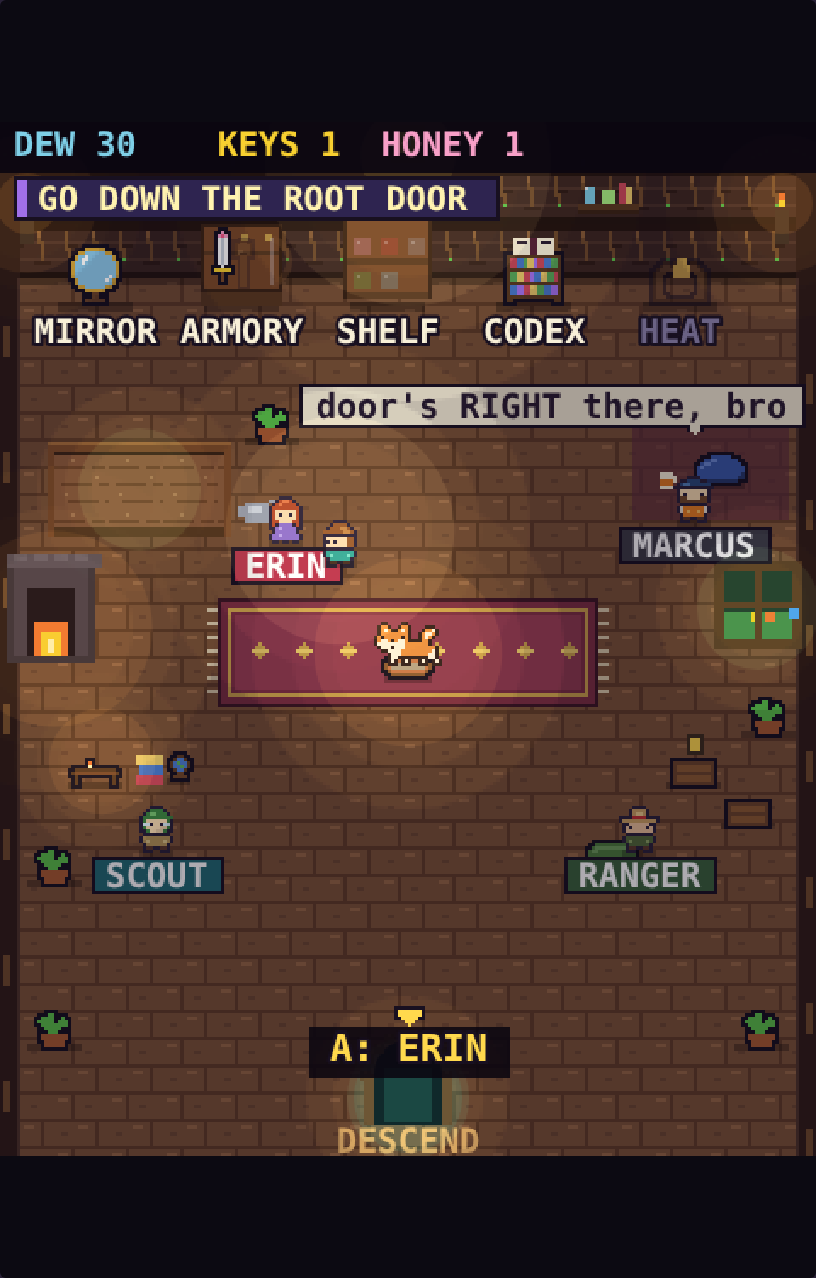 DEW 30 KEYS 1 HONEY 1
GO DOWN THE ROOT DOOR
MIRROR ARMORY SHELF CODEX HEAT
door's RIGHT there, bro
ERIN
MARCUS
SCOUT
RANGER
A: ERIN
DESCEND